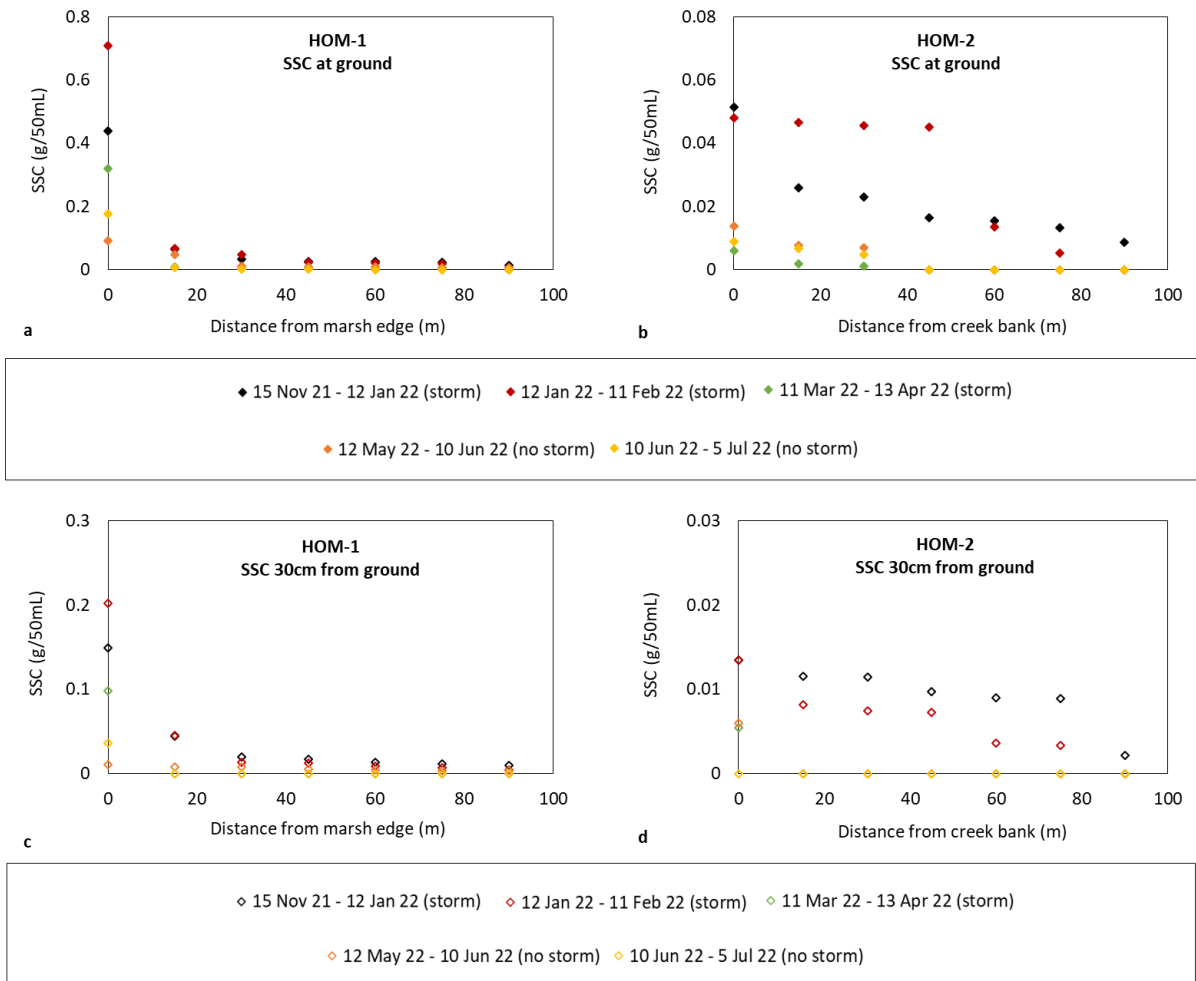 HOM-1
SSC at ground
0.8
0.6
0.4
0.2
0
SSC (g/50mL)
0 20 40 60 80 100
Distance from marsh edge (m)
a
HOM-2
SSC at ground
0.08
0.06
0.04
0.02
0
SSC (g/50mL)
0 20 40 60 80 100
Distance from creek bank (m)
b
15 Nov 21 - 12 Jan 22 (storm) 12 Jan 22 - 11 Feb 22 (storm) 11 Mar 22 - 13 Apr 22 (storm)
12 May 22 - 10 Jun 22 (no storm) 10 Jun 22 - 5 Jul 22 (no storm)
HOM-1
SSC 30cm from ground
0.3
0.2
0.1
0
SSC (g/50mL)
0 20 40 60 80 100
Distance from marsh edge (m)
c
HOM-2
SSC 30cm from ground
0.03
0.02
0.01
0
SSC (g/50mL)
0 20 40 60 80 100
Distance from creek bank (m)
d
15 Nov 21 - 12 Jan 22 (storm) 12 Jan 22 - 11 Feb 22 (storm) 11 Mar 22 - 13 Apr 22 (storm)
12 May 22 - 10 Jun 22 (no storm) 10 Jun 22 - 5 Jul 22 (no storm)